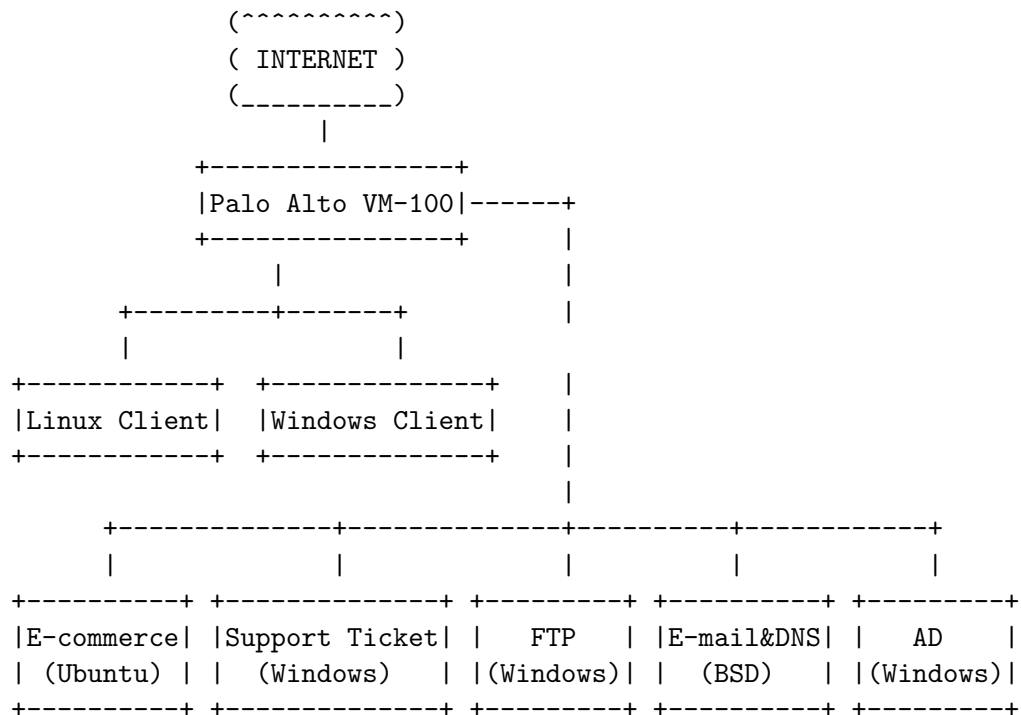 INTERNET
Palo Alto VM-100
Linux Client Windows Client
E-commerce Support Ticket FTP E-mail&DNS AD
(Ubuntu) (Windows) (Windows) (BSD) (Windows)